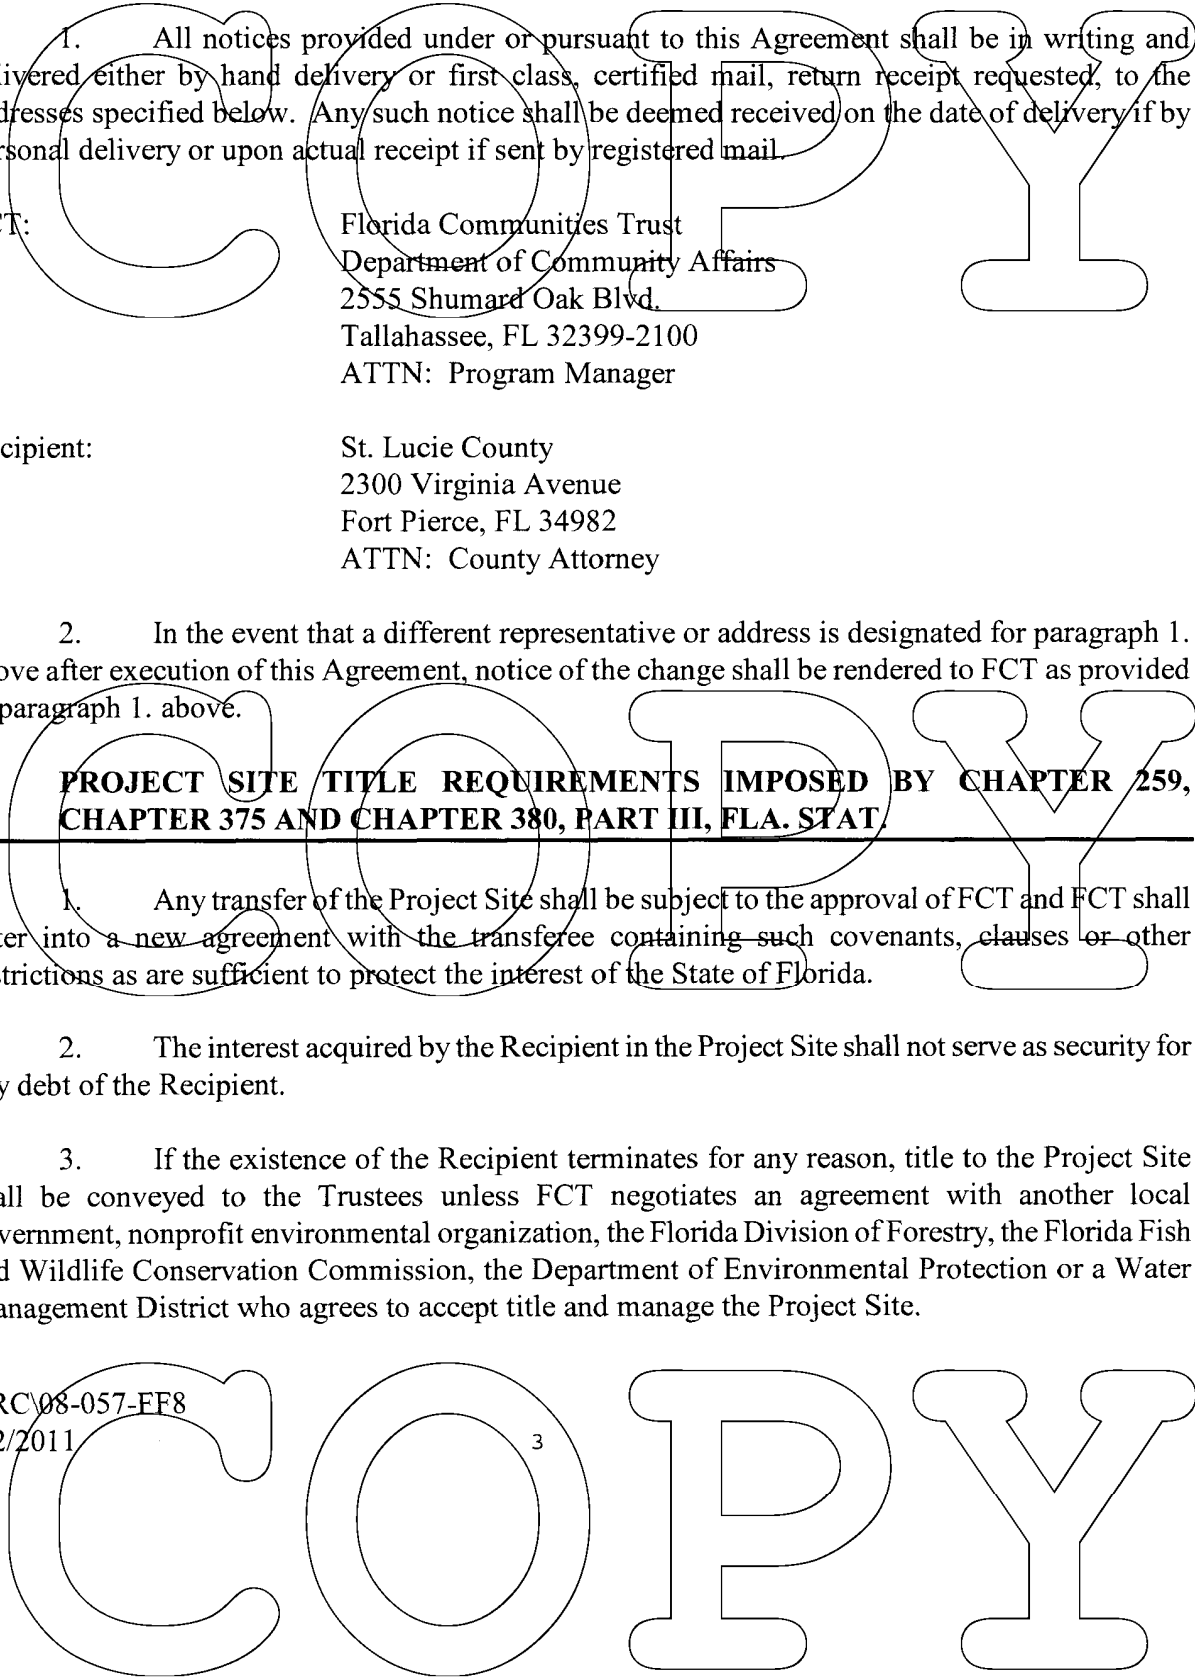 1. All notices provided under or pursuant to this Agreement shall be in writing and
livered either by hand delivery or first class, certified mail, return receipt requested, to the
dresses specified below. Any such notice shall be deemed received on the date of delivery if by
rsonal delivery or upon actual receipt if sent by registered mail.
CT: Florida Communities Trust
Department of Community Affairs
2555 Shumard Oak Blvd.
Tallahassee, FL 32399-2100
ATTN: Program Manager
cipient: St. Lucie County
2300 Virginia Avenue
Fort Pierce, FL 34982
ATTN: County Attorney
2. In the event that a different representative or address is designated for paragraph 1.
ove after execution of this Agreement, notice of the change shall be rendered to FCT as provided
paragraph 1. above.
PROJECT SITE TITLE REQUIREMENTS IMPOSED BY CHAPTER 259,
CHAPTER 375 AND CHAPTER 380, PART III, FLA. STAT.
1. Any transfer of the Project Site shall be subject to the approval of FCT and FCT shall
ter into a new agreement with the transferee containing such covenants, clauses or other
strictions as are sufficient to protect the interest of the State of Florida.
2. The interest acquired by the Recipient in the Project Site shall not serve as security for
y debt of the Recipient.
3. If the existence of the Recipient terminates for any reason, title to the Project Site
all be conveyed to the Trustees unless FCT negotiates an agreement with another local
vernment, nonprofit environmental organization, the Florida Division of Forestry, the Florida Fish
d Wildlife Conservation Commission, the Department of Environmental Protection or a Water
anagement District who agrees to accept title and manage the Project Site.
RC\08-057-FF8
2/2011
3
COPY
COPY
COPY